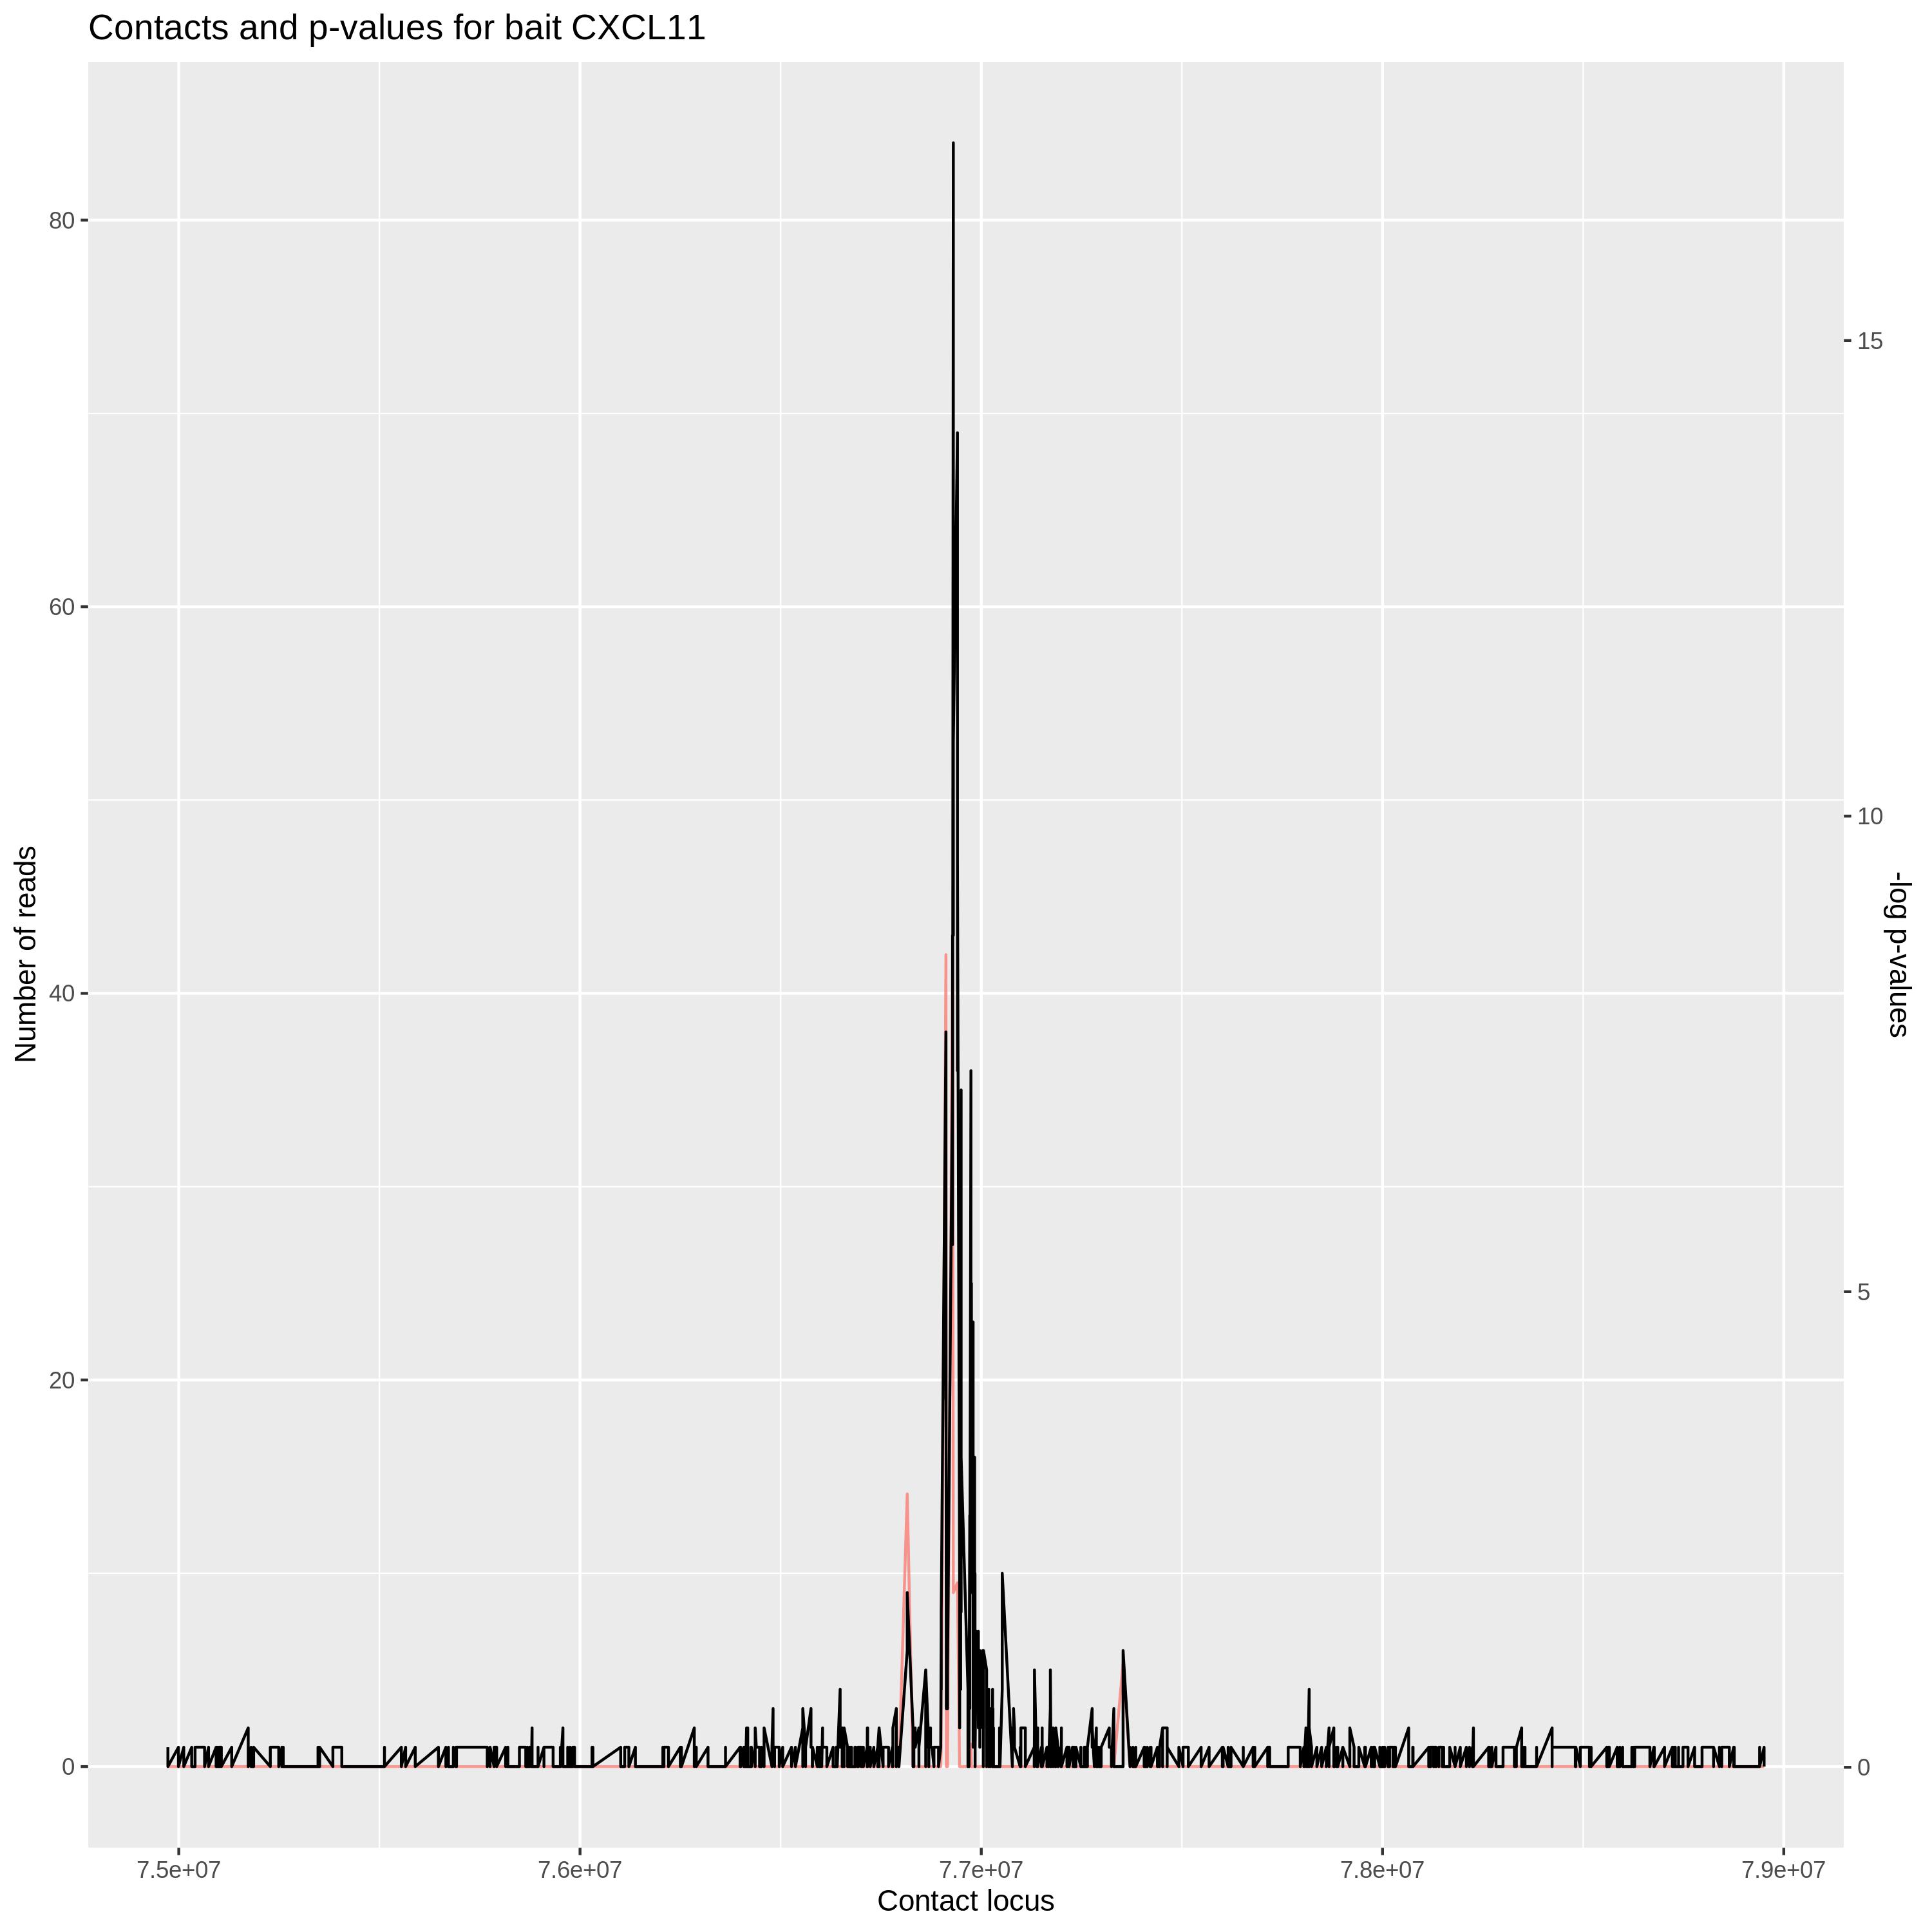 Contacts and p-values for bait CXCL11
80
60
40
20
0
Number of reads
15
10
5
0
-log p-values
7.5e+07 7.6e+07 7.7e+07 7.8e+07 7.9e+07
Contact locus